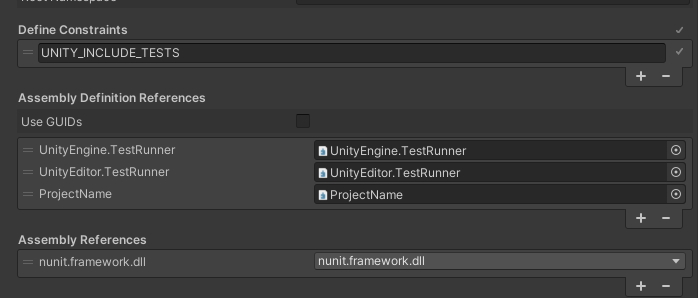 Define Constraints
UNITY_INCLUDE_TESTS
Assembly Definition References
Use GUIDs
UnityEngine.TestRunner UnityEngine.TestRunner
UnityEditor.TestRunner UnityEditor.TestRunner
ProjectName ProjectName
Assembly References
nunit.framework.dll nunit.framework.dll